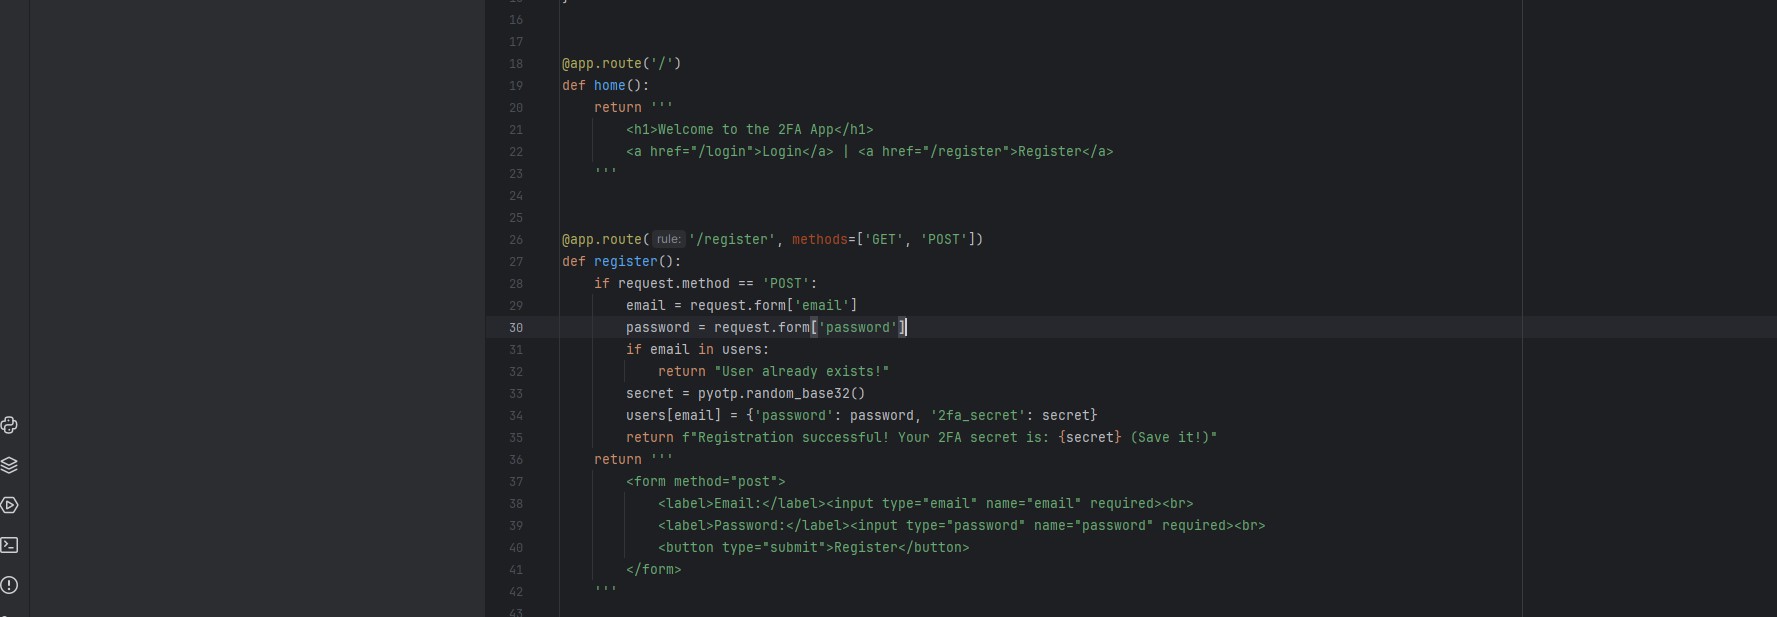 16
17
18 @app.route('/')
19 def home():
20 return '''
21 <h1>Welcome to the 2FA App</h1>
22 <a href="/login">Login</a> | <a href="/register">Register</a>
23 '''
24
25
26 @app.route( rule: '/register', methods=['GET', 'POST'])
27 def register():
28 if request.method == 'POST':
29 email = request.form['email']
30 password = request.form['password']
31 if email in users:
32 return "User already exists!"
33 secret = pyotp.random_base32()
34 users[email] = {'password': password, '2fa_secret': secret}
35 return f"Registration successful! Your 2FA secret is: {secret} (Save it!)"
36 return '''
37 <form method="post">
38 <label>Email:</label><input type="email" name="email" required><br>
39 <label>Password:</label><input type="password" name="password" required><br>
40 <button type="submit">Register</button>
41 </form>
42 '''
43